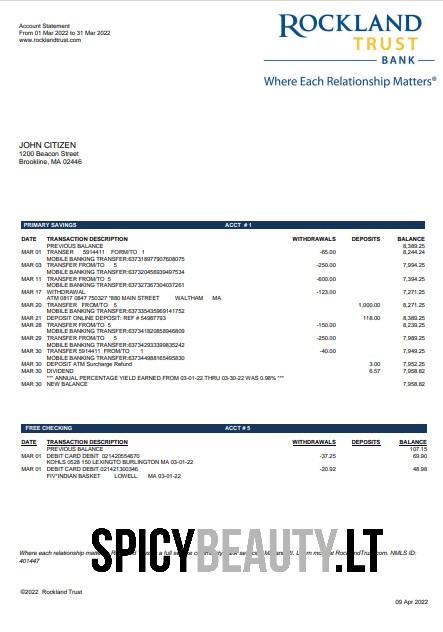 Account Statement
From 01 Mar 2022 to 31 Mar 2022
www.rocklandtrust.com
ROCKLAND
TRUST
BANK
Where Each Relationship Matters®
JOHN CITIZEN
1200 Beacon Street
Brookline, MA 02446
PRIMARY SAVINGS ACCT # 1
DATE TRANSACTION DESCRIPTION WITHDRAWALS DEPOSITS BALANCE
PREVIOUS BALANCE 8,389.25
MAR 01 TRANSER 5914411 FORM/TO 1 -65.00 8,244.24
MOBILE BANKING TRANSFER:637318977907608075
MAR 03 TRANSFER FROM/TO 5 -250.00 7,994.25
MOBILE BANKING TRANSFER:637320456939497534
MAR 11 TRANSFER FROM/TO 5 -600.00 7,394.25
MOBILE BANKING TRANSFER:637327367304037261
MAR 17 WITHDRAWAL -123.00 7,271.25
ATM 0817 0847 750327 *880 MAIN STREET WALTHAM MA
MAR 20 TRANSFER FROM/TO 5 1,000.00 8,271.25
MOBILE BANKING TRANSFER:637335435969141752
MAR 21 DEPOSIT ONLINE DEPOSIT: REF # 54987793 118.00 8,389.25
MAR 28 TRANSFER FROM/TO 5 -150.00 8,239.25
MOBILE BANKING TRANSFER:637341820858946809
MAR 29 TRANSFER FROM/TO 5 -250.00 7,989.25
MOBILE BANKING TRANSFER:637342933399835242
MAR 30 TRANSFER 5914411 FROM/TO 1 -40.00 7,949.25
MOBILE BANKING TRANSFER:637344988165495830
MAR 30 DEPOSIT ATM Surcharge Refund 3.00 7,952.25
MAR 30 DIVIDEND 6.57 7,958.82
*** ANNUAL PERCENTAGE YIELD EARNED FROM 03-01-22 THRU 03-30-22 WAS 0.98% ***
MAR 30 NEW BALANCE 7,958.82
FREE CHECKING ACCT # 5
DATE TRANSACTION DESCRIPTION WITHDRAWALS DEPOSITS BALANCE
PREVIOUS BALANCE 107.15
MAR 01 DEBIT CARD DEBIT 021420554670 -37.25 69.90
KOHLS 0528 150 LEXINGTO BURLINGTON MA 03-01-22
MAR 01 DEBIT CARD DEBIT 021421300346 -20.92 48.98
FIV*INDIAN BASKET LOWELL MA 03-01-22
SPICYBEAUTY.LT
Where each relationship RocklandTrust.com. NMLS ID:
401447
©2022 Rockland Trust
09 Apr 2022